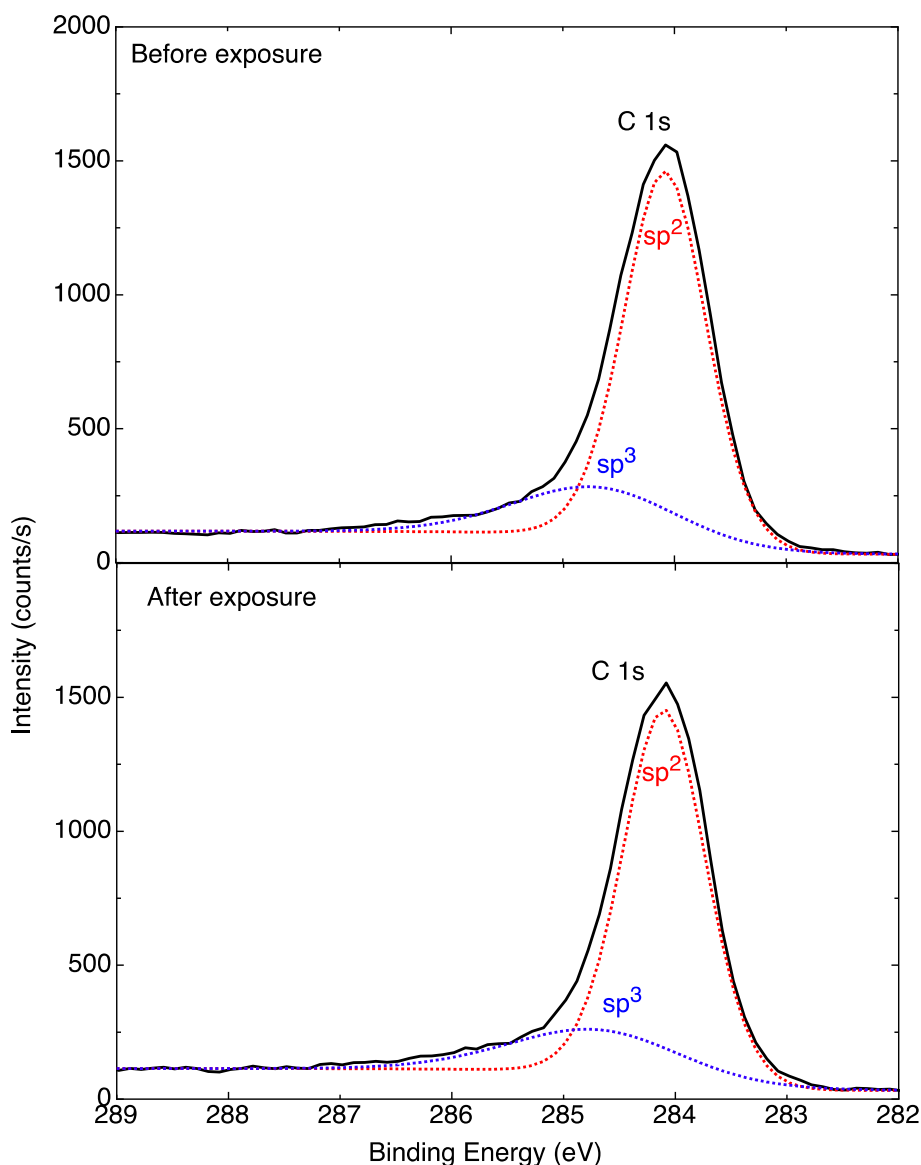 2000
Before exposure
C 1s
1500
sp²
1000
500
sp³
0
After exposure
C 1s
1500
sp²
1000
500
sp³
0
289 288 287 286 285 284 283 282
Binding Energy (eV)
Intensity (counts/s)